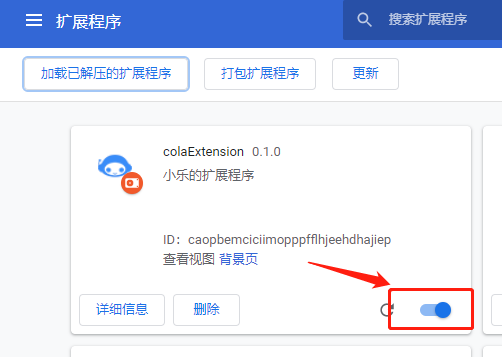 扩展程序
搜索扩展程序
加载已解压的扩展程序 打包扩展程序 更新
colaExtension 0.1.0
小乐的扩展程序
ID：caopbemciciimopppfflhjeehdhajiep
查看视图 背景页
详细信息 删除